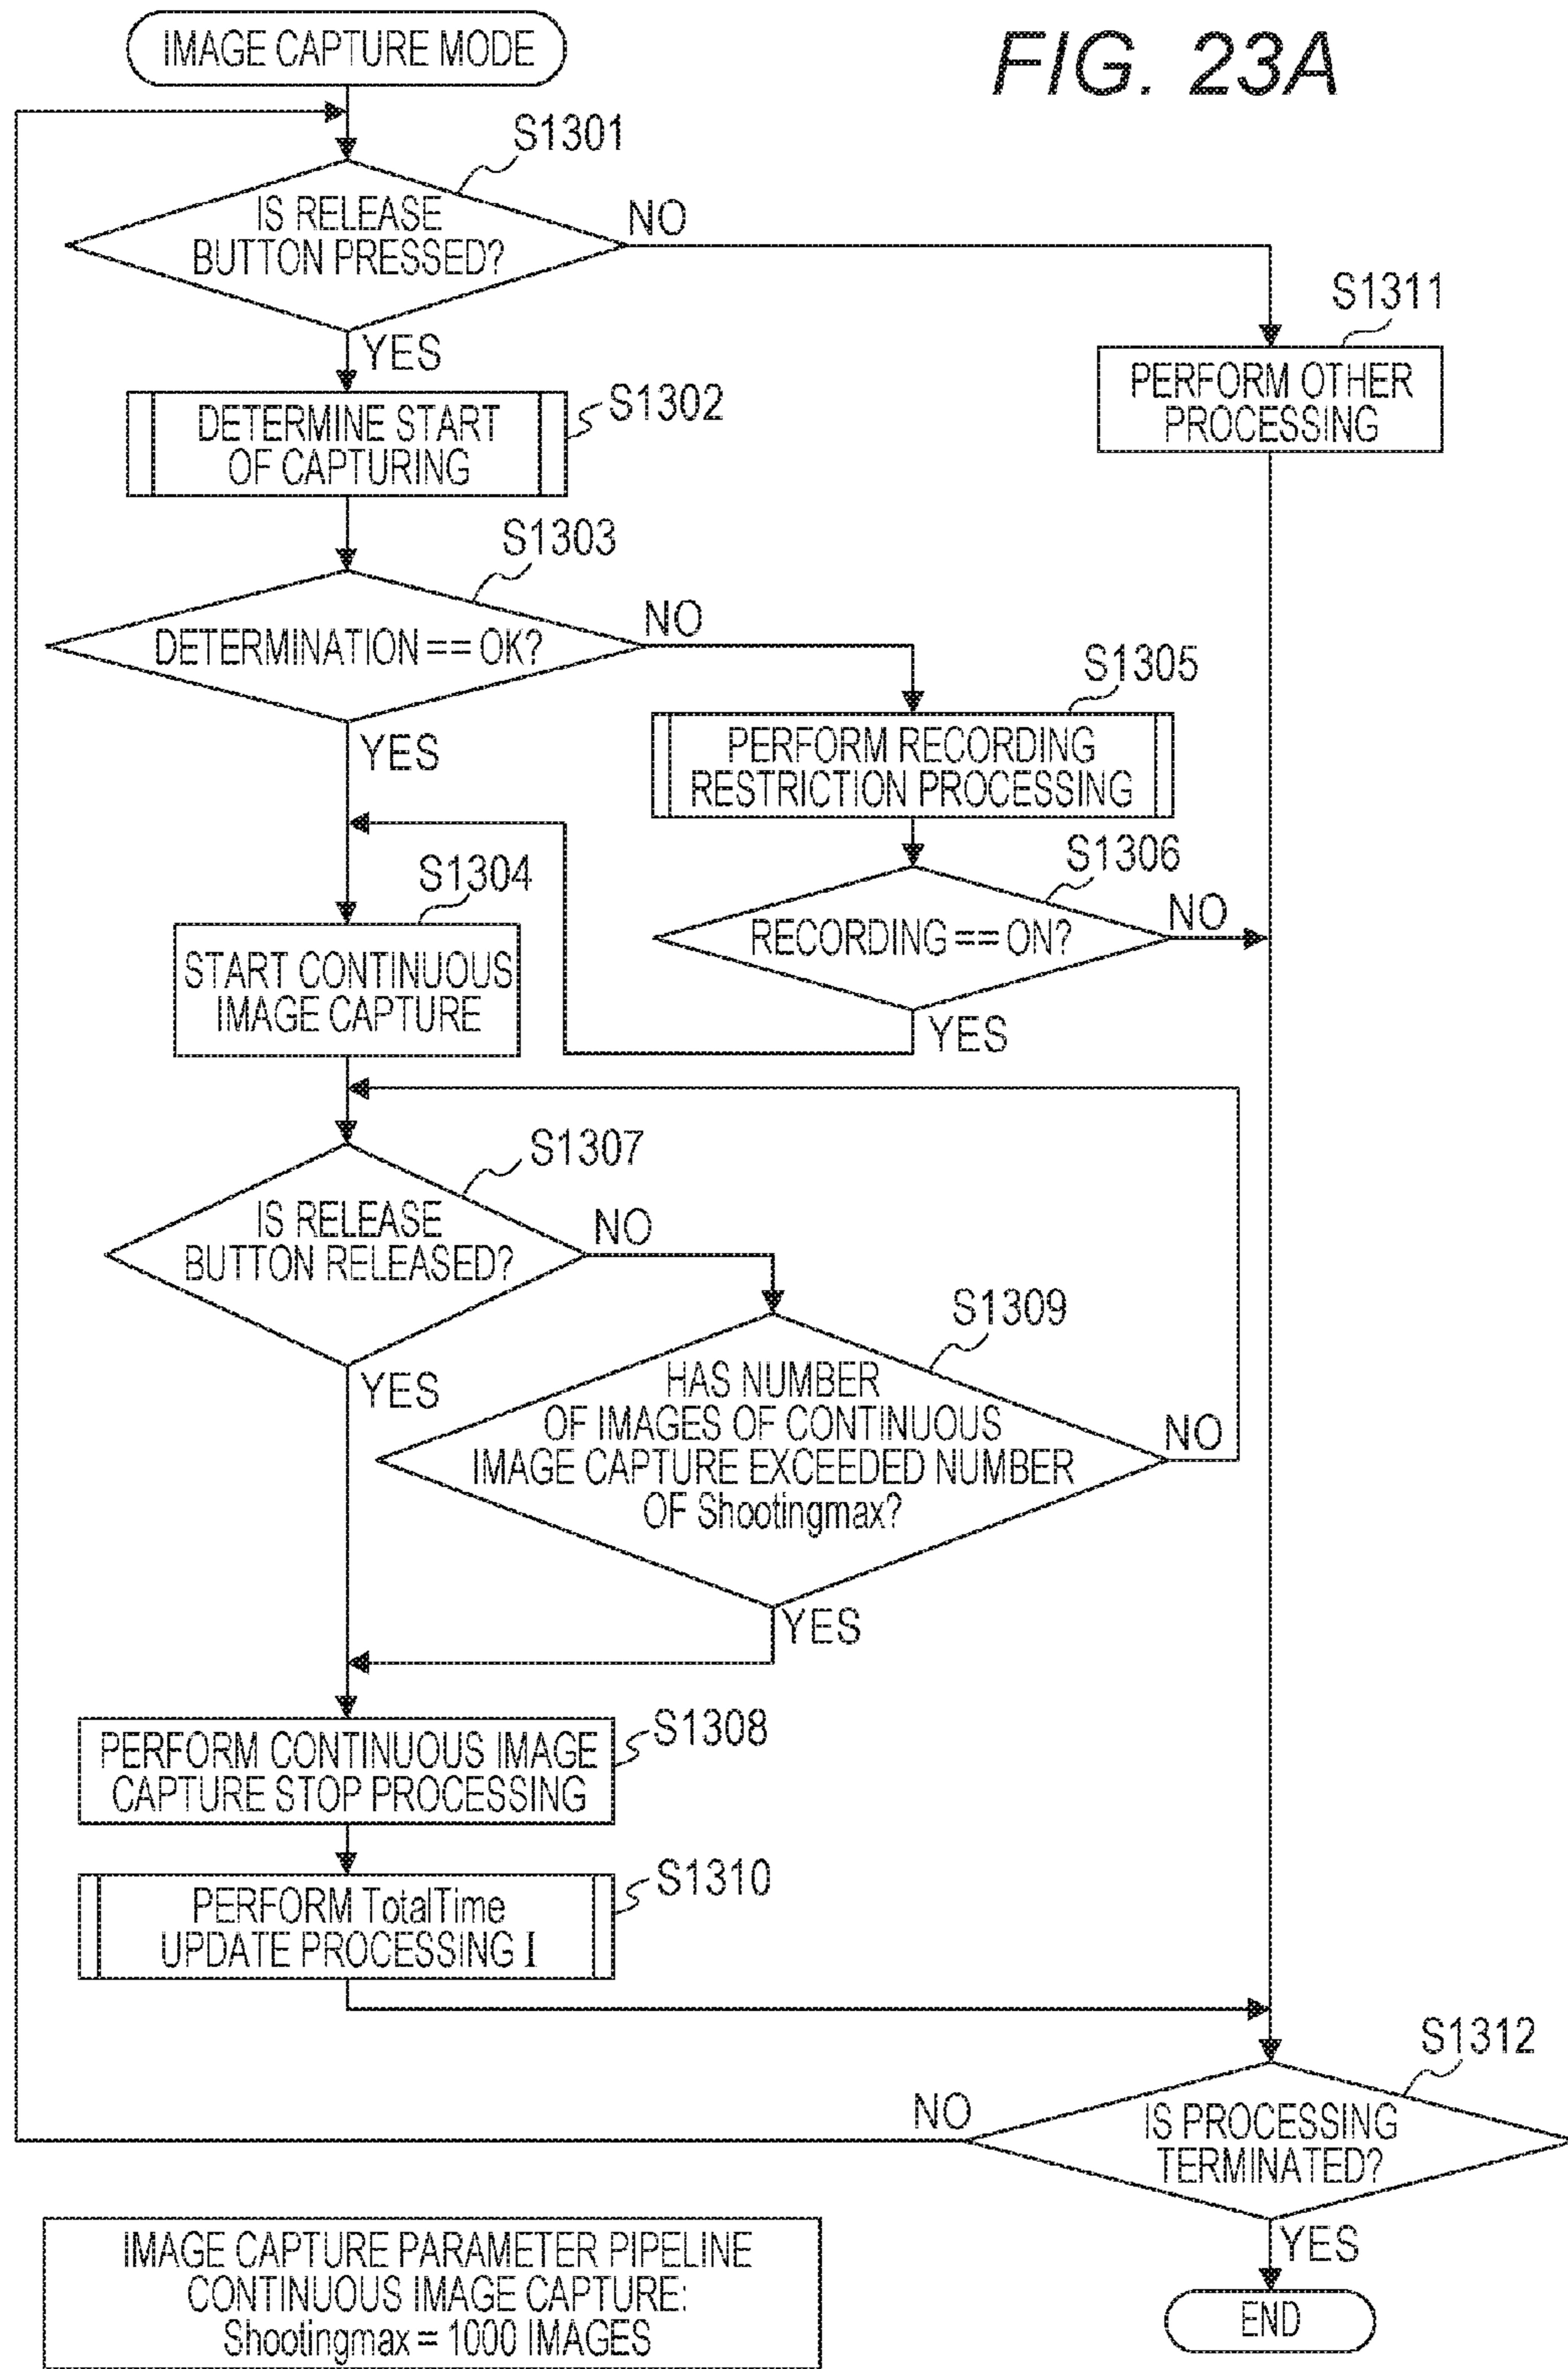 FIG. 23A
IMAGE CAPTURE MODE
S1301
IS RELEASE
BUTTON PRESSED?
NO
YES
S1311
PERFORM OTHER
PROCESSING
S1302
DETERMINE START
OF CAPTURING
S1303
DETERMINATION == OK?
NO
YES
S1305
PERFORM RECORDING
RESTRICTION PROCESSING
S1306
RECORDING == ON?
NO
YES
S1304
START CONTINUOUS
IMAGE CAPTURE
S1307
IS RELEASE
BUTTON RELEASED?
NO
YES
S1309
HAS NUMBER
OF IMAGES OF CONTINUOUS
IMAGE CAPTURE EXCEEDED NUMBER
OF Shootingmax?
NO
YES
S1308
PERFORM CONTINUOUS IMAGE
CAPTURE STOP PROCESSING
S1310
PERFORM TotalTime
UPDATE PROCESSING I
S1312
IS PROCESSING
TERMINATED?
NO
YES
END
IMAGE CAPTURE PARAMETER PIPELINE
CONTINUOUS IMAGE CAPTURE:
Shootingmax = 1000 IMAGES